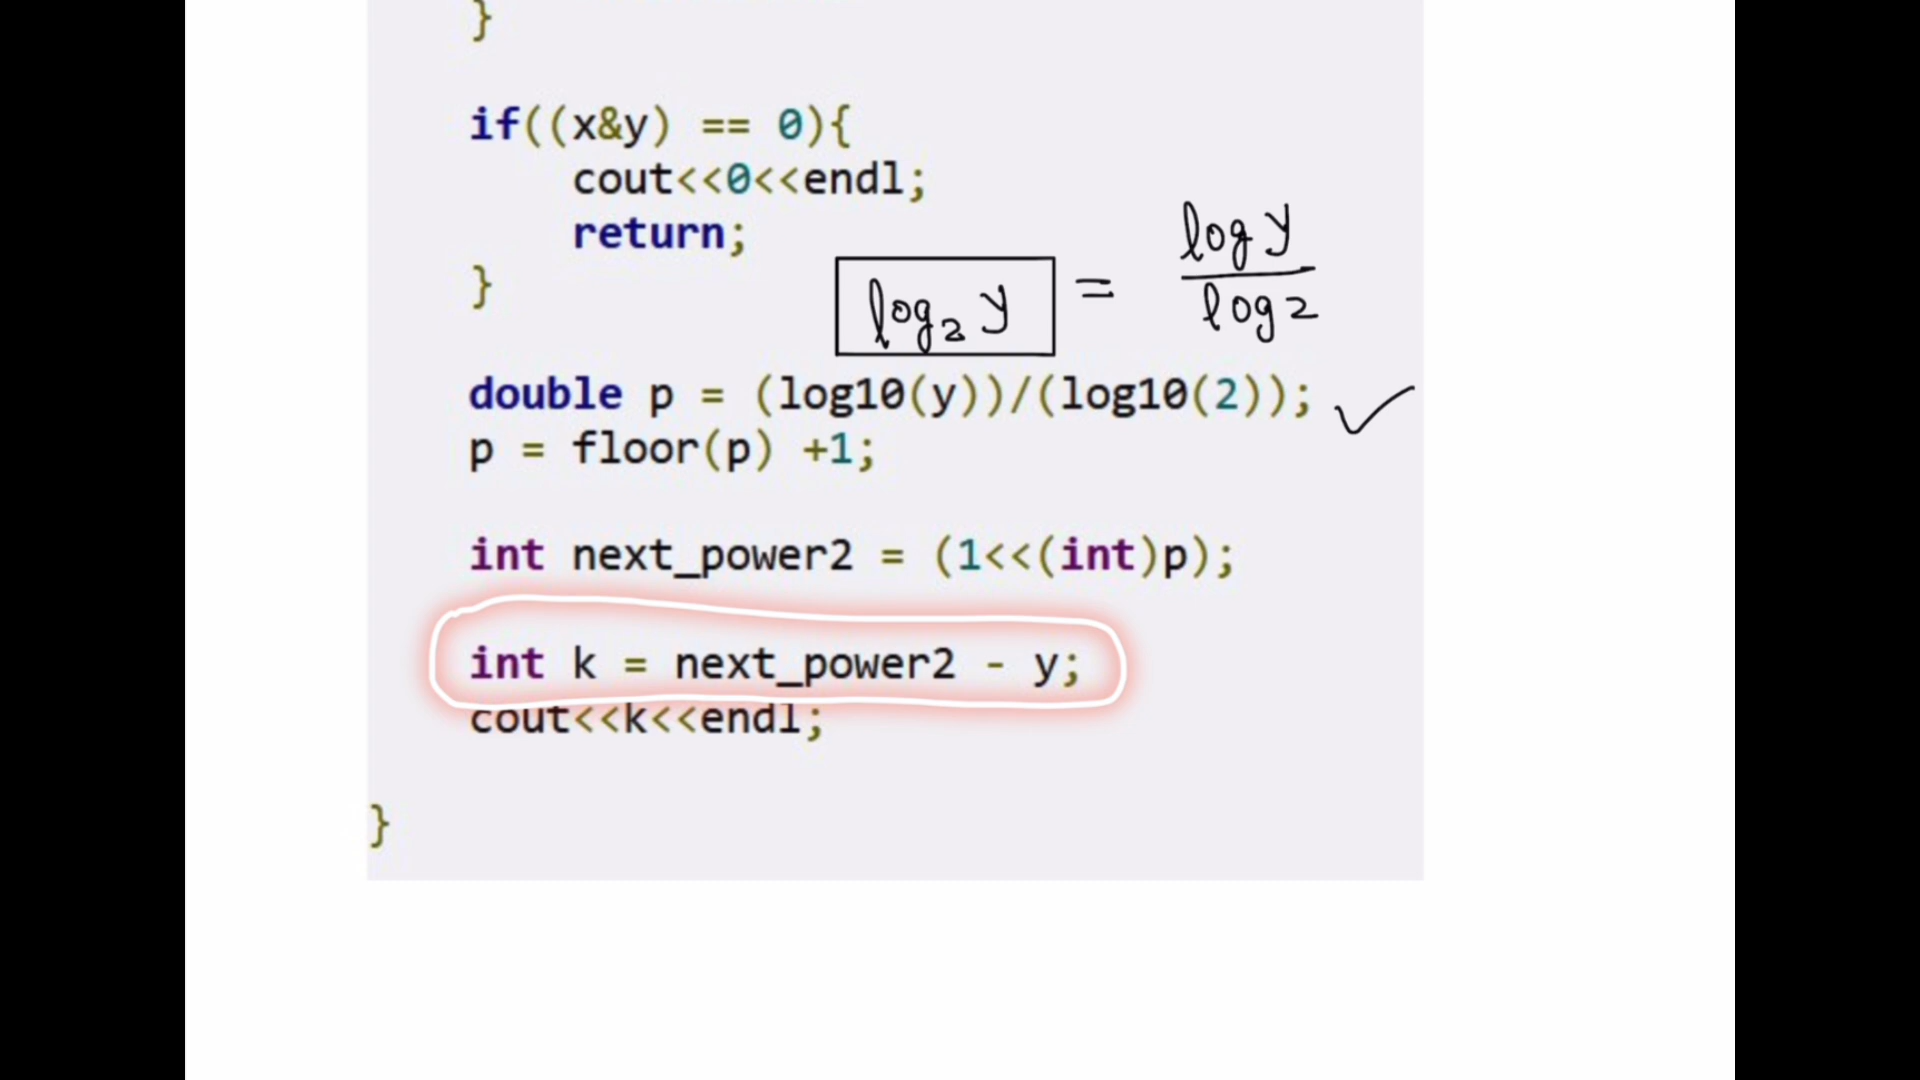 }
if((x&y) == 0){
cout<<0<<endl;
return;
}
log₂ y = log y / log 2
double p = (log10(y))/(log10(2));
p = floor(p) +1;
int next_power2 = (1<<(int)p);
int k = next_power2 - y;
cout<<k<<endl;
}